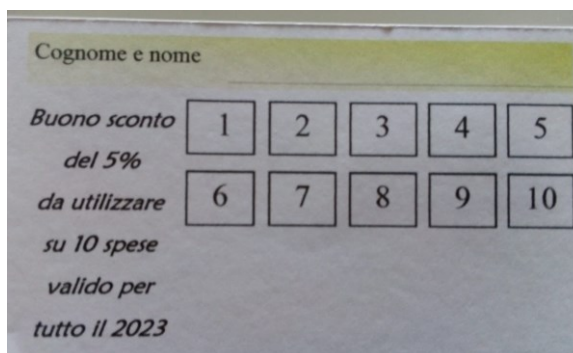 Cognome e nome
Buono sconto
del 5%
da utilizzare
su 10 spese
valido per
tutto il 2023
1 2 3 4 5
6 7 8 9 10